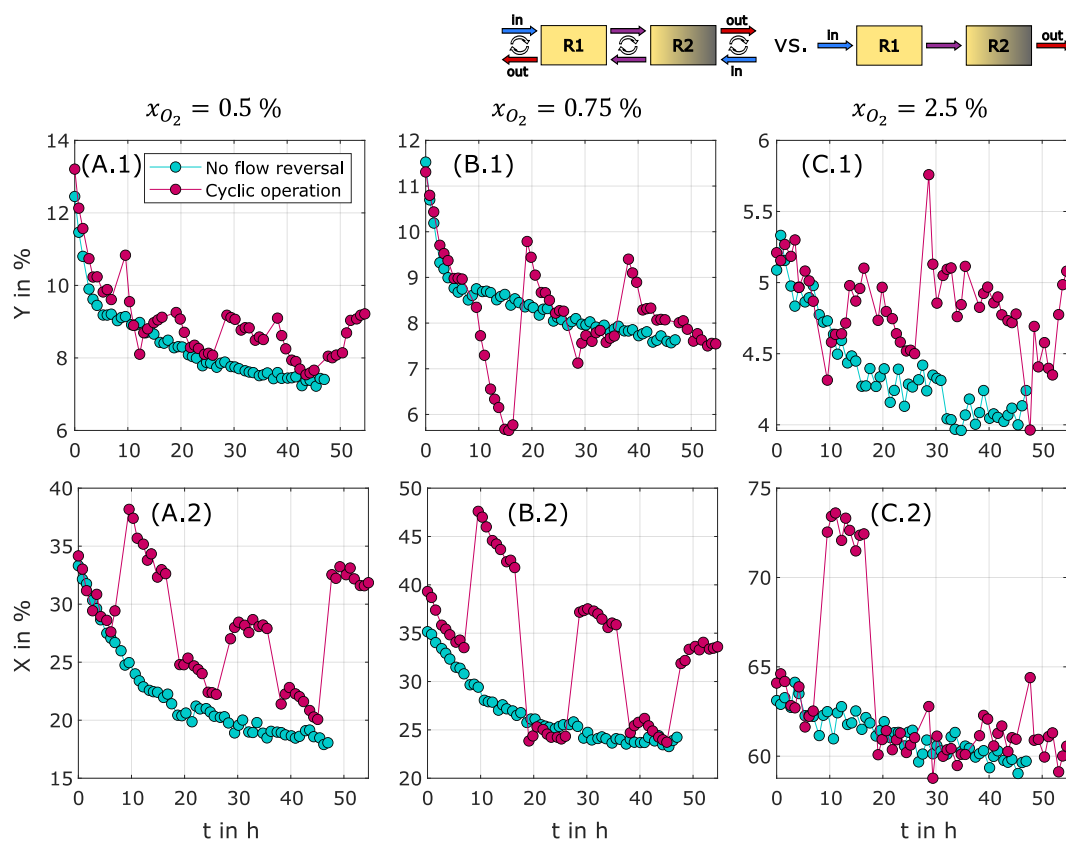 in out
R1 R2 vs. in R1 R2 out
out in
x_{O_2} = 0.5 % x_{O_2} = 0.75 % x_{O_2} = 2.5 %
(A.1)
No flow reversal
Cyclic operation
Y in %
14
12
10
8
6
0 10 20 30 40 50
(B.1)
12
11
10
9
8
7
6
5
0 10 20 30 40 50
(C.1)
6
5.5
5
4.5
4
0 10 20 30 40 50
(A.2)
X in %
40
35
30
25
20
15
0 10 20 30 40 50
t in h
(B.2)
50
45
40
35
30
25
20
0 10 20 30 40 50
t in h
(C.2)
75
70
65
60
0 10 20 30 40 50
t in h